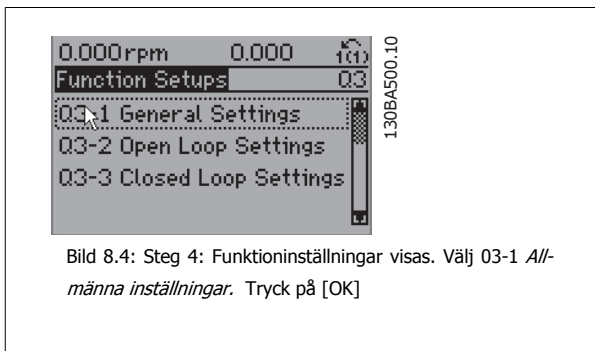 0.000rpm 0.000 1(1)
Function Setups Q3
Q3-1 General Settings
Q3-2 Open Loop Settings
Q3-3 Closed Loop Settings
130BA500.10
Bild 8.4: Steg 4: Funktioninställningar visas. Välj 03-1 All-
männa inställningar. Tryck på [OK]